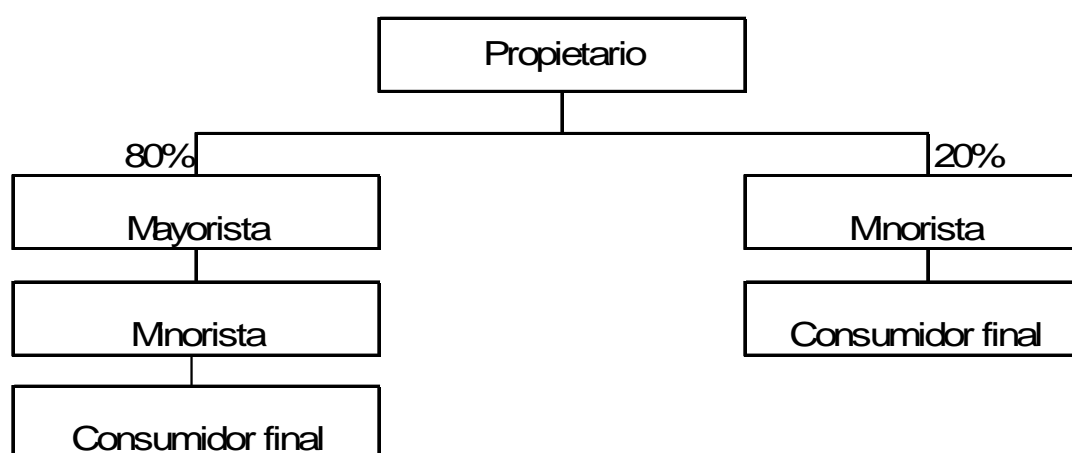 Propietario
80%
20%
Mayorista
Mnorista
Mnorista
Consumidor final
Consumidor final